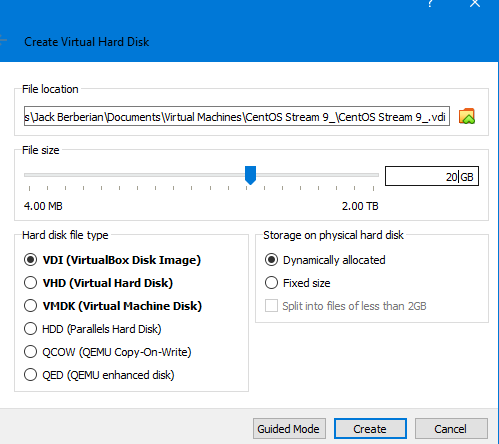 ?
Create Virtual Hard Disk
File location
s\Jack Berberian\Documents\Virtual Machines\CentOS Stream 9_\CentOS Stream 9_.vdi
File size
20 GB
4.00 MB 2.00 TB
Hard disk file type
VDI (VirtualBox Disk Image)
VHD (Virtual Hard Disk)
VMDK (Virtual Machine Disk)
HDD (Parallels Hard Disk)
QCOW (QEMU Copy-On-Write)
QED (QEMU enhanced disk)
Storage on physical hard disk
Dynamically allocated
Fixed size
Split into files of less than 2GB
Guided Mode Create Cancel